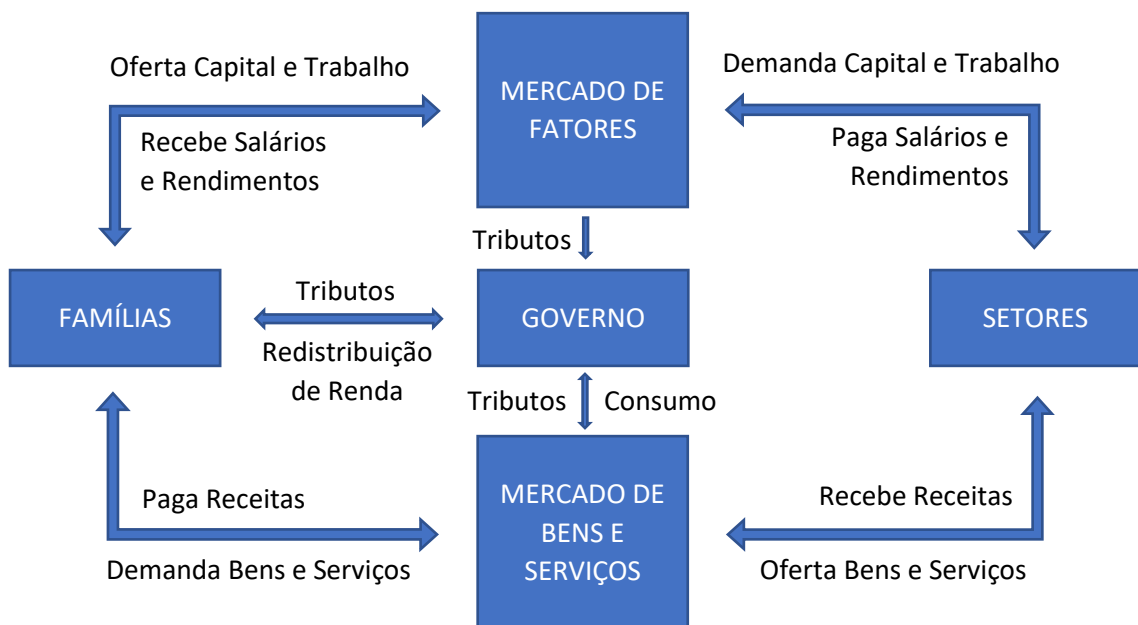 Oferta Capital e Trabalho
Recebe Salários
e Rendimentos
MERCADO DE
FATORES
Demanda Capital e Trabalho
Paga Salários e
Rendimentos
Tributos
FAMÍLIAS
Tributos
Redistribuição
de Renda
GOVERNO
SETORES
Tributos
Consumo
Paga Receitas
Demanda Bens e Serviços
MERCADO DE
BENS E
SERVIÇOS
Recebe Receitas
Oferta Bens e Serviços